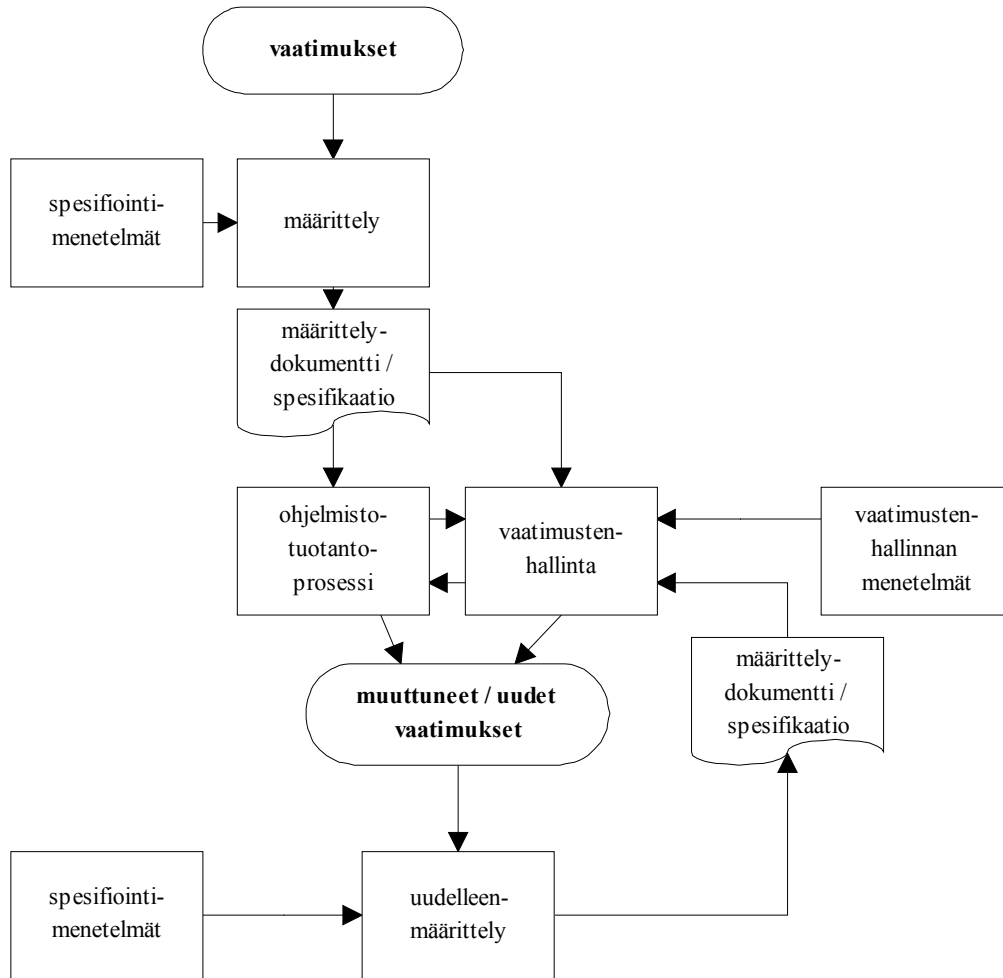 vaatimukset
spesifiointi-
menetelmät
määrittely
määrittely-
dokumentti /
spesifikaatio
ohjelmisto-
tuotanto-
prosessi
vaatimusten-
hallinta
vaatimusten-
hallinnan
menetelmät
muuttuneet / uudet
vaatimukset
määrittely-
dokumentti /
spesifikaatio
spesifiointi-
menetelmät
uudelleen-
määrittely